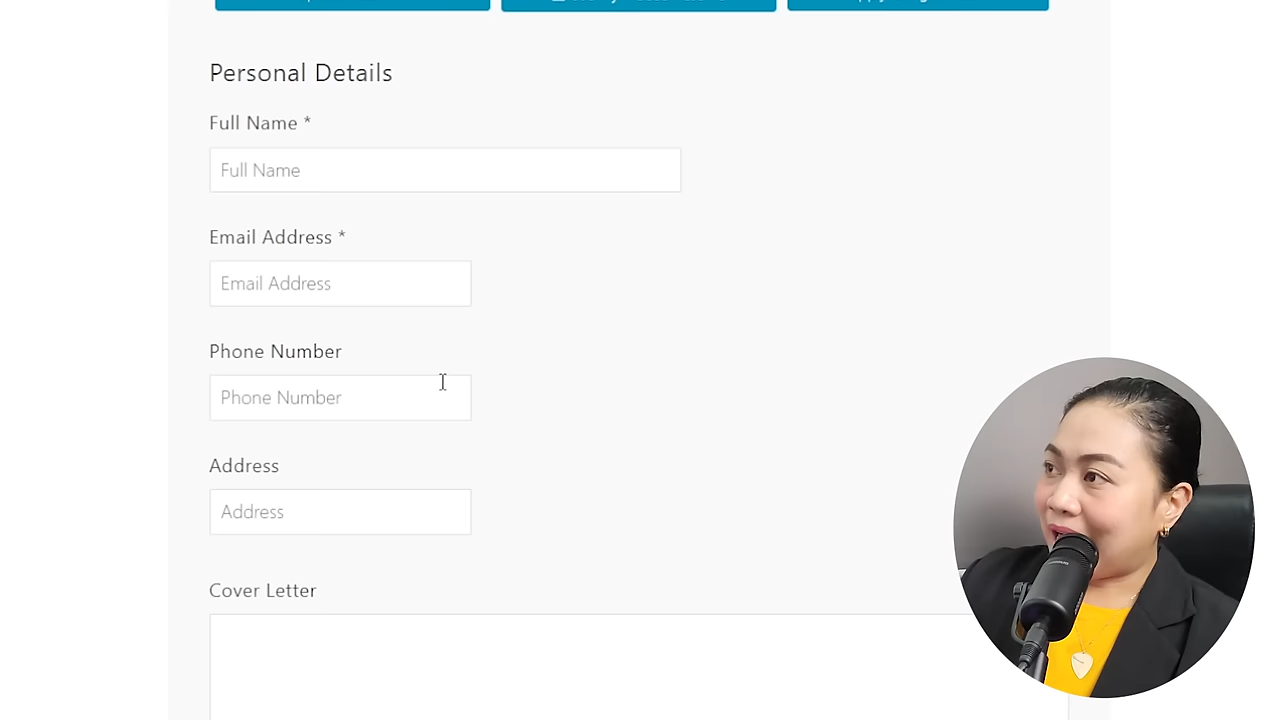 Personal Details
Full Name *
Full Name
Email Address *
Email Address
Phone Number
Phone Number
Address
Address
Cover Letter